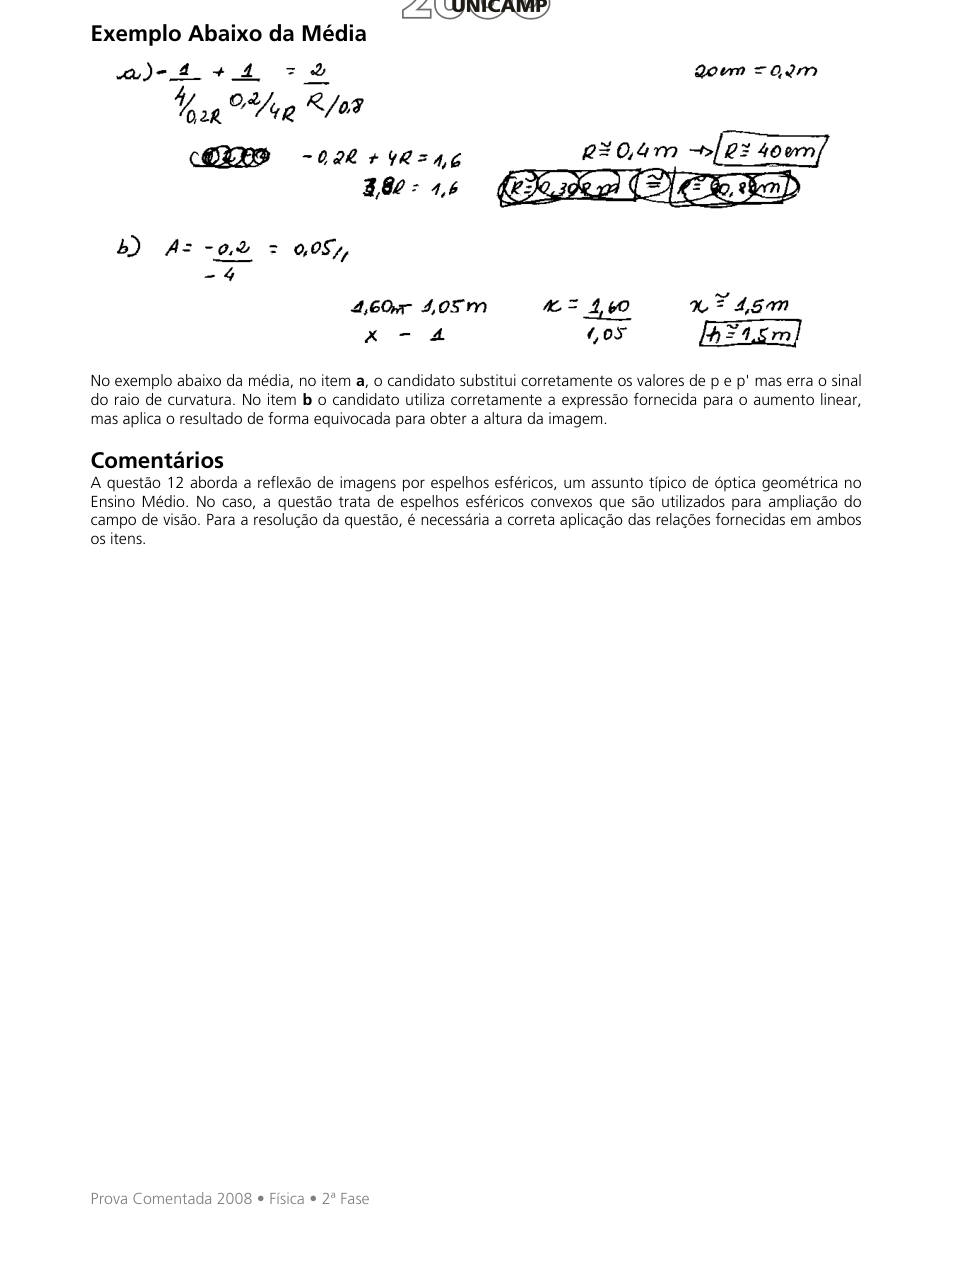 UNICAMP
Exemplo Abaixo da Média
a) - 1 + 1 = 2 20cm = 0,2m
4/0,2R 0,2/4R R/0,8
- 0,2R + 4R = 1,6 R ≅ 0,4m → R ≅ 40cm
3,8R = 1,6
b) A = - 0,2 = 0,05//
- 4
1,60m - 1,05m x = 1,60 x ≅ 1,5m
x - 1 1,05 h ≅ 1,5m
No exemplo abaixo da média, no item a, o candidato substitui corretamente os valores de p e p' mas erra o sinal
do raio de curvatura. No item b o candidato utiliza corretamente a expressão fornecida para o aumento linear,
mas aplica o resultado de forma equivocada para obter a altura da imagem.
Comentários
A questão 12 aborda a reflexão de imagens por espelhos esféricos, um assunto típico de óptica geométrica no
Ensino Médio. No caso, a questão trata de espelhos esféricos convexos que são utilizados para ampliação do
campo de visão. Para a resolução da questão, é necessária a correta aplicação das relações fornecidas em ambos
os itens.
Prova Comentada 2008 • Física • 2ª Fase